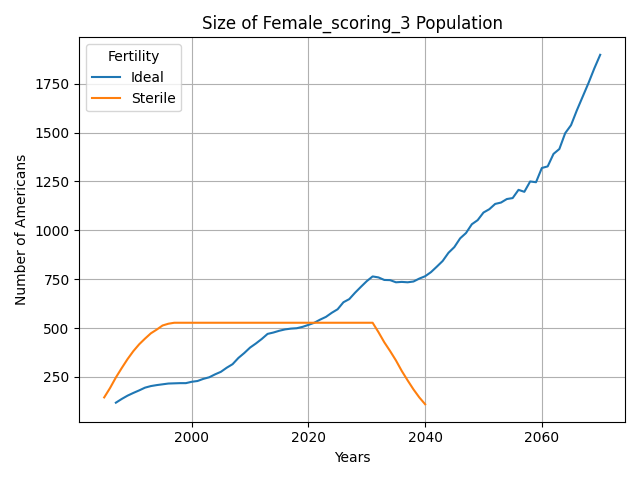 Size of Female_scoring_3 Population
Fertility
Ideal
Sterile
Number of Americans
1750
1500
1250
1000
750
500
250
2000
2020
2040
2060
Years